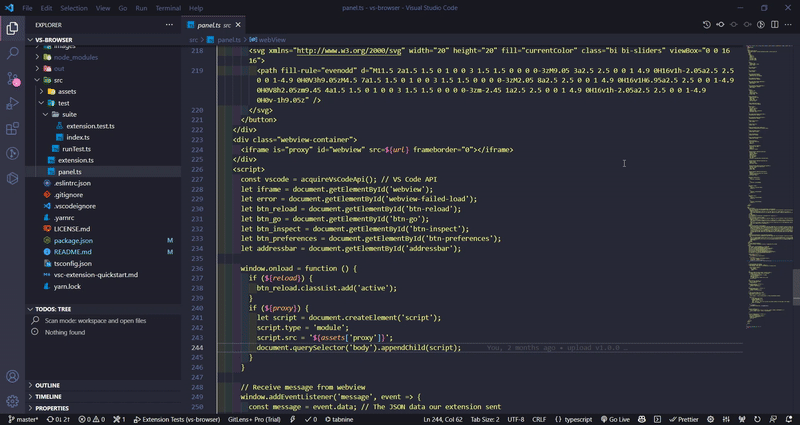 File Edit Selection View Go Run Terminal Help
panel.ts - vs-browser - Visual Studio Code
EXPLORER
VS-BROWSER
images
node_modules
out
src
assets
test
suite
extension.test.ts
index.ts
runTest.ts
extension.ts
panel.ts
.eslintrc.json
.gitignore
.vscodeignore
.yarnrc
LICENSE.md
package.json M
README.md M
tsconfig.json
vsc-extension-quickstart.md
yarn.lock
TODOS: TREE
Scan mode: workspace and open files
Nothing found
OUTLINE
TIMELINE
PROPERTIES
panel.ts src
src > panel.ts > webView
218 <svg xmlns="http://www.w3.org/2000/svg" width="20" height="20" fill="currentColor" class="bi bi-sliders" viewBox="0 0 16
16">
219 <path fill-rule="evenodd" d="M11.5 2a1.5 1.5 0 1 0 0 3 1.5 1.5 0 0 0 0-3zM9.05 3a2.5 2.5 0 0 1 4.9 0H16v1h-2.05a2.5 2.5
0 0 1-4.9 0H0V3h9.05zM4.5 7a1.5 1.5 0 1 0 0 3 1.5 1.5 0 0 0 0-3zM2.05 8a2.5 2.5 0 0 1 4.9 0H16v1H6.95a2.5 2.5 0 0 1-4.9
0H0V8h2.05zm9.45 4a1.5 1.5 0 1 0 0 3 1.5 1.5 0 0 0 0-3zm-2.45 1a2.5 2.5 0 0 1 4.9 0H16v1h-2.05a2.5 2.5 0 0 1-4.9
0H0v-1h9.05z" />
220 </svg>
221 </button>
222 </div>
223 <div class="webview-container">
224 <iframe is="proxy" id="webview" src=${url} frameborder="0"></iframe>
225 </div>
226 <script>
227 const vscode = acquireVsCodeApi(); // VS Code API
228 let iframe = document.getElementById('webview');
229 let error = document.getElementById('webview-failed-load');
230 let btn_reload = document.getElementById('btn-reload');
231 let btn_go = document.getElementById('btn-go');
232 let btn_inspect = document.getElementById('btn-inspect');
233 let btn_preferences = document.getElementById('btn-preferences');
234 let addressbar = document.getElementById('addressbar');
235
236 window.onload = function () {
237 if (${reload}) {
238 btn_reload.classList.add('active');
239 }
240 if (${proxy}) {
241 let script = document.createElement('script');
242 script.type = 'module';
243 script.src = '${assets['proxy']}';
244 document.querySelector('body').appendChild(script); You, 3 months ago • upload v1.0.0
245 }
246 }
247
248 // Receive message from webview
249 window.addEventListener('message', event => {
250 const message = event.data; // The JSON data our extension sent
master* 0 0 1 Extension Tests (vs-browser) GitLens+ Pro (Trial) 0 tabnine
Ln 244, Col 62 Tab Size: 2 UTF-8 CRLF {} typescript Go Live Prettier